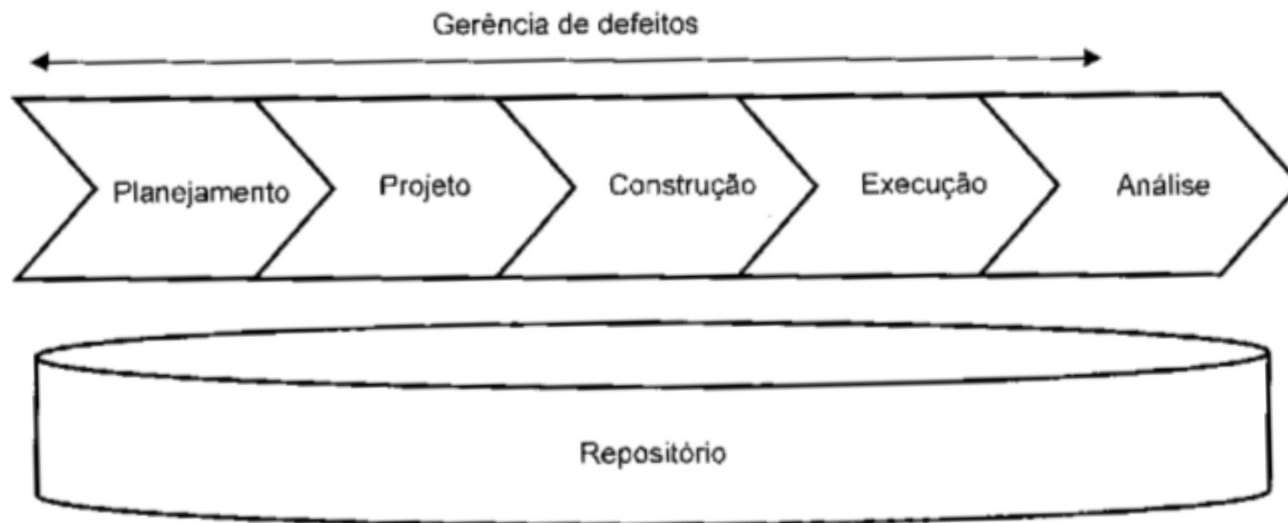 Gerência de defeitos
Planejamento
Projeto
Construção
Execução
Análise
Repositório